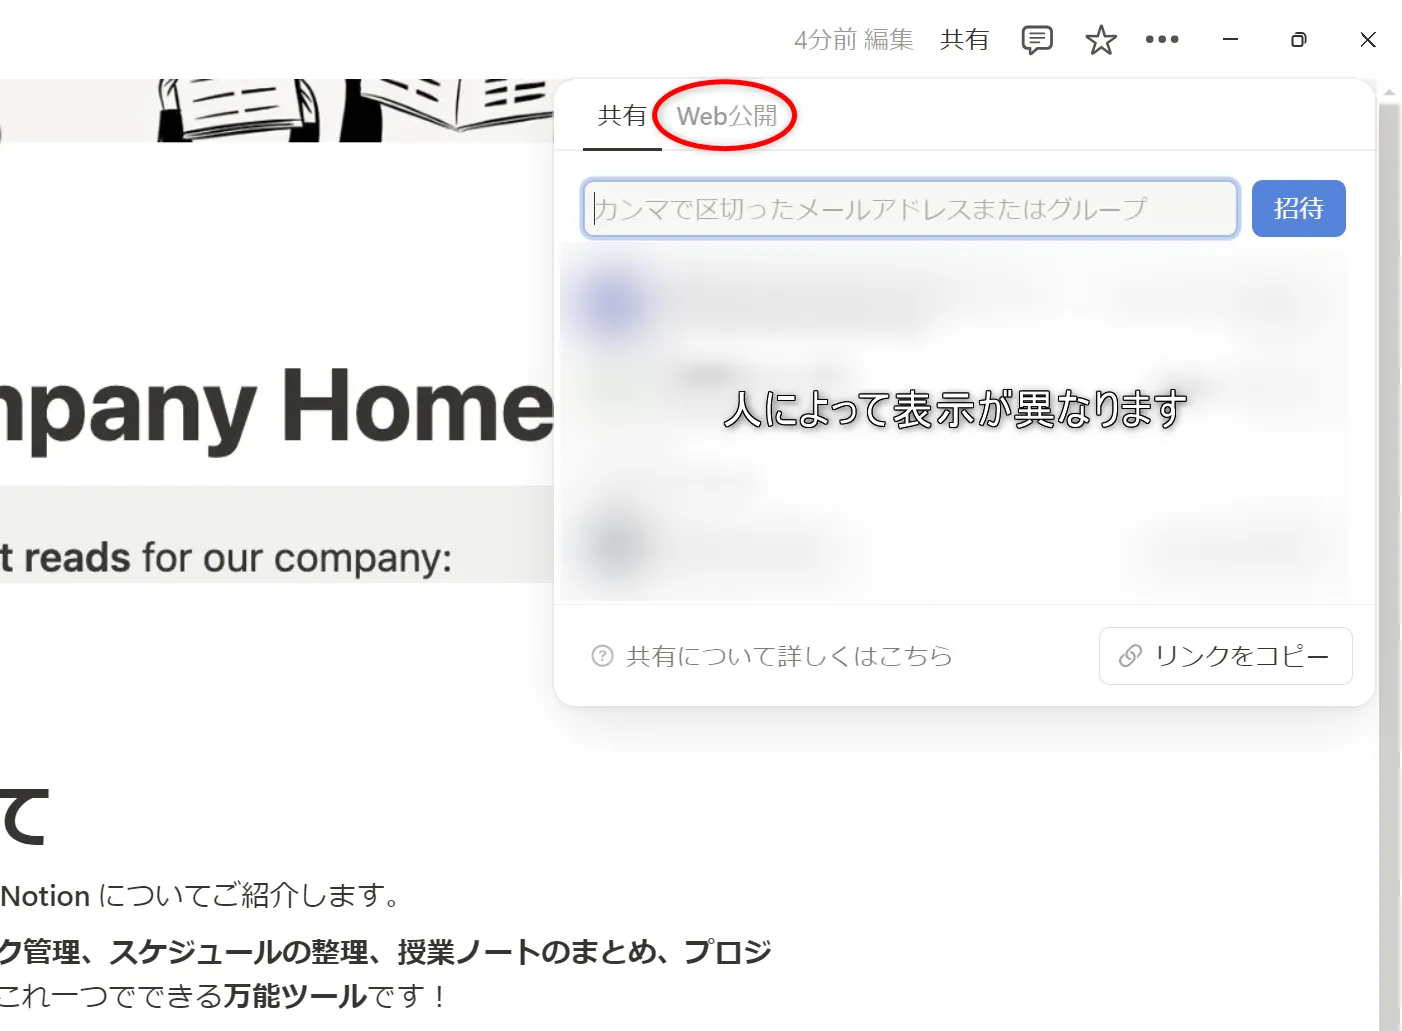 4分前 編集 共有
共有 Web公開
カンマで区切ったメールアドレスまたはグループ 招待
人によって表示が異なります
mpany Home
t reads for our company:
共有について詳しくはこちら リンクをコピー
て
Notion についてご紹介します。
ク管理、スケジュールの整理、授業ノートのまとめ、プロジ
これ一つでできる万能ツールです！